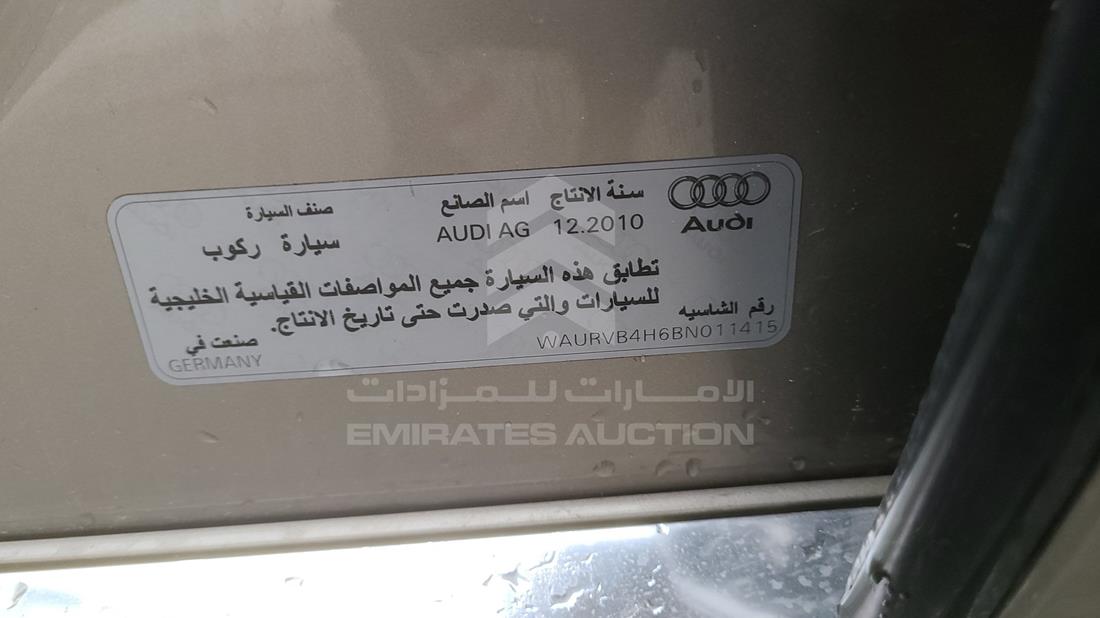 سنة الانتاج اسم الصانع صنف السيارة
Audi
AUDI AG 12.2010
سيارة ركوب
تطابق هذه السيارة جميع المواصفات القياسية الخليجية
للسيارات والتي صدرت حتى تاريخ الانتاج.
رقم الشاسيه
WAURVB4H6BN011415
صنعت في
GERMANY
الامارات للمزادات
EMIRATES AUCTION